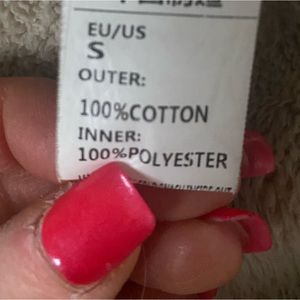 EU/US
S
OUTER:
100%COTTON
INNER:
100%POLYESTER